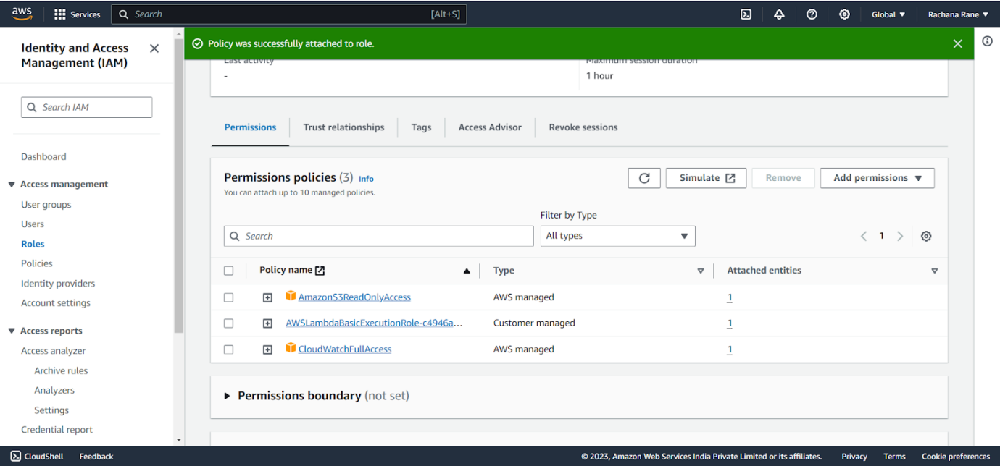 aws
Services
Search
[Alt+S]
Global ▼
Rachana Rane ▼
Identity and Access
Management (IAM)
Search IAM
Dashboard
Access management
User groups
Users
Roles
Policies
Identity providers
Account settings
Access reports
Access analyzer
Archive rules
Analyzers
Settings
Credential report
Policy was successfully attached to role.
Last activity
-
Maximum session duration
1 hour
Permissions
Trust relationships
Tags
Access Advisor
Revoke sessions
Permissions policies (3) Info
You can attach up to 10 managed policies.
Simulate
Remove
Add permissions ▼
Filter by Type
Search
All types
1
Policy name
Type
Attached entities
AmazonS3ReadOnlyAccess
AWS managed
1
AWSLambdaBasicExecutionRole-c4946a...
Customer managed
1
CloudWatchFullAccess
AWS managed
1
Permissions boundary (not set)
CloudShell
Feedback
© 2023, Amazon Web Services India Private Limited or its affiliates.
Privacy
Terms
Cookie preferences